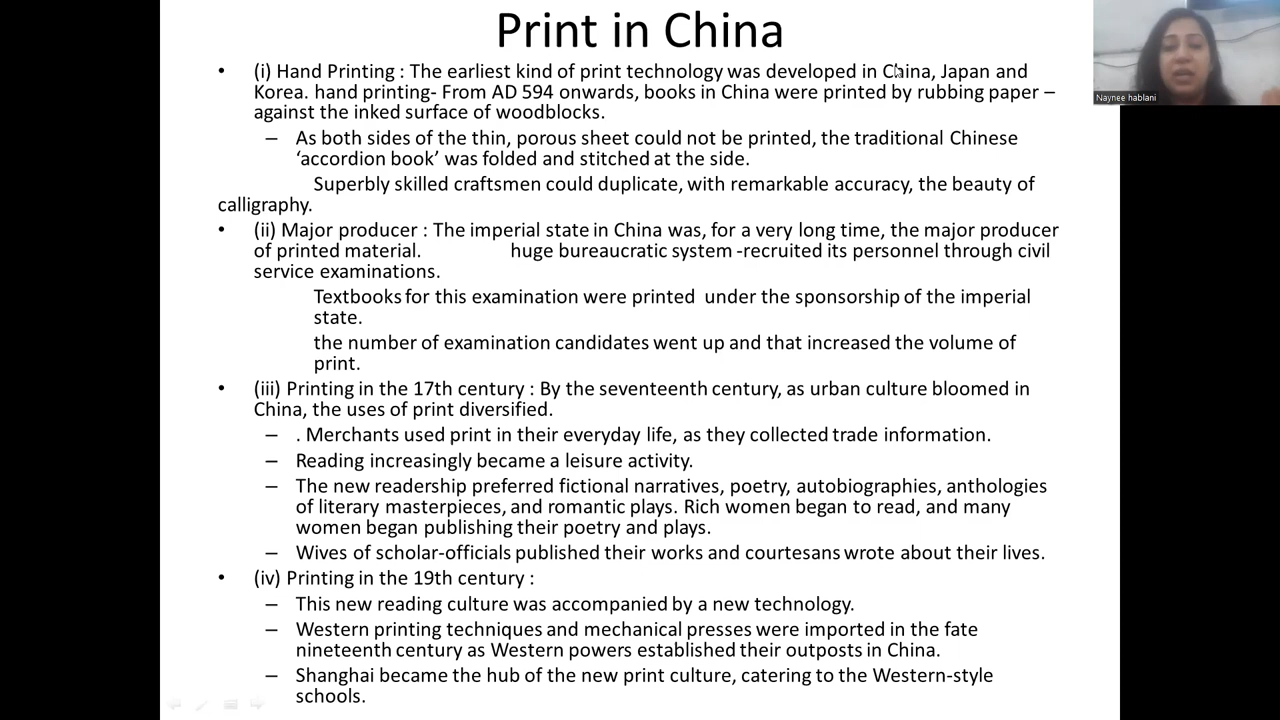 Print in China
• (i) Hand Printing : The earliest kind of print technology was developed in China, Japan and
Korea. hand printing- From AD 594 onwards, books in China were printed by rubbing paper –
against the inked surface of woodblocks.
– As both sides of the thin, porous sheet could not be printed, the traditional Chinese
‘accordion book’ was folded and stitched at the side.
Superbly skilled craftsmen could duplicate, with remarkable accuracy, the beauty of
calligraphy.
• (ii) Major producer : The imperial state in China was, for a very long time, the major producer
of printed material. huge bureaucratic system -recruited its personnel through civil
service examinations.
Textbooks for this examination were printed under the sponsorship of the imperial
state.
the number of examination candidates went up and that increased the volume of
print.
• (iii) Printing in the 17th century : By the seventeenth century, as urban culture bloomed in
China, the uses of print diversified.
– . Merchants used print in their everyday life, as they collected trade information.
– Reading increasingly became a leisure activity.
– The new readership preferred fictional narratives, poetry, autobiographies, anthologies
of literary masterpieces, and romantic plays. Rich women began to read, and many
women began publishing their poetry and plays.
– Wives of scholar-officials published their works and courtesans wrote about their lives.
• (iv) Printing in the 19th century :
– This new reading culture was accompanied by a new technology.
– Western printing techniques and mechanical presses were imported in the fate
nineteenth century as Western powers established their outposts in China.
– Shanghai became the hub of the new print culture, catering to the Western-style
schools.
Naynee hablani